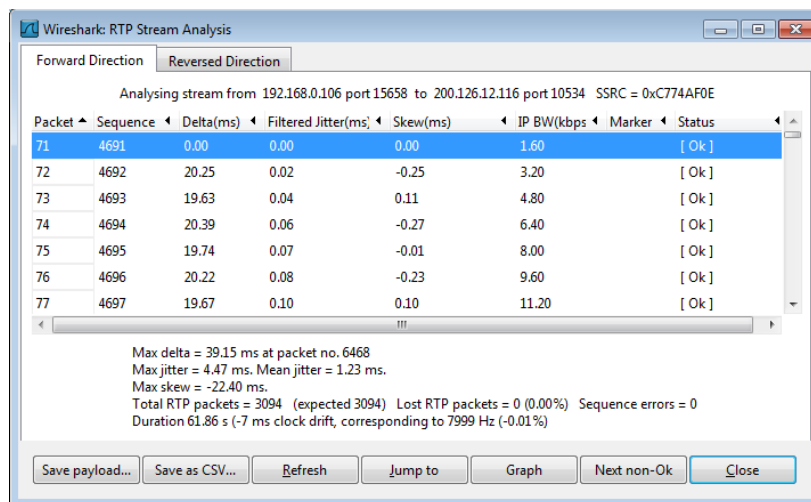 Wireshark: RTP Stream Analysis
Forward Direction Reversed Direction
Analysing stream from 192.168.0.106 port 15658 to 200.126.12.116 port 10534 SSRC = 0xC774AF0E
Packet Sequence Delta(ms) Filtered Jitter(ms) Skew(ms) IP BW(kbps Marker Status
71 4691 0.00 0.00 0.00 1.60 [ Ok ]
72 4692 20.25 0.02 -0.25 3.20 [ Ok ]
73 4693 19.63 0.04 0.11 4.80 [ Ok ]
74 4694 20.39 0.06 -0.27 6.40 [ Ok ]
75 4695 19.74 0.07 -0.01 8.00 [ Ok ]
76 4696 20.22 0.08 -0.23 9.60 [ Ok ]
77 4697 19.67 0.10 0.10 11.20 [ Ok ]
Max delta = 39.15 ms at packet no. 6468
Max jitter = 4.47 ms. Mean jitter = 1.23 ms.
Max skew = -22.40 ms.
Total RTP packets = 3094 (expected 3094) Lost RTP packets = 0 (0.00%) Sequence errors = 0
Duration 61.86 s (-7 ms clock drift, corresponding to 7999 Hz (-0.01%)
Save payload... Save as CSV... Refresh Jump to Graph Next non-Ok Close